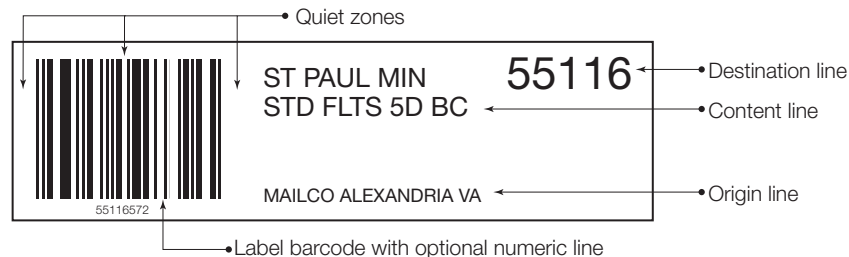 Quiet zones
ST PAUL MIN 55116
Destination line
STD FLTS 5D BC
Content line
MAILCO ALEXANDRIA VA
Origin line
55116572
Label barcode with optional numeric line